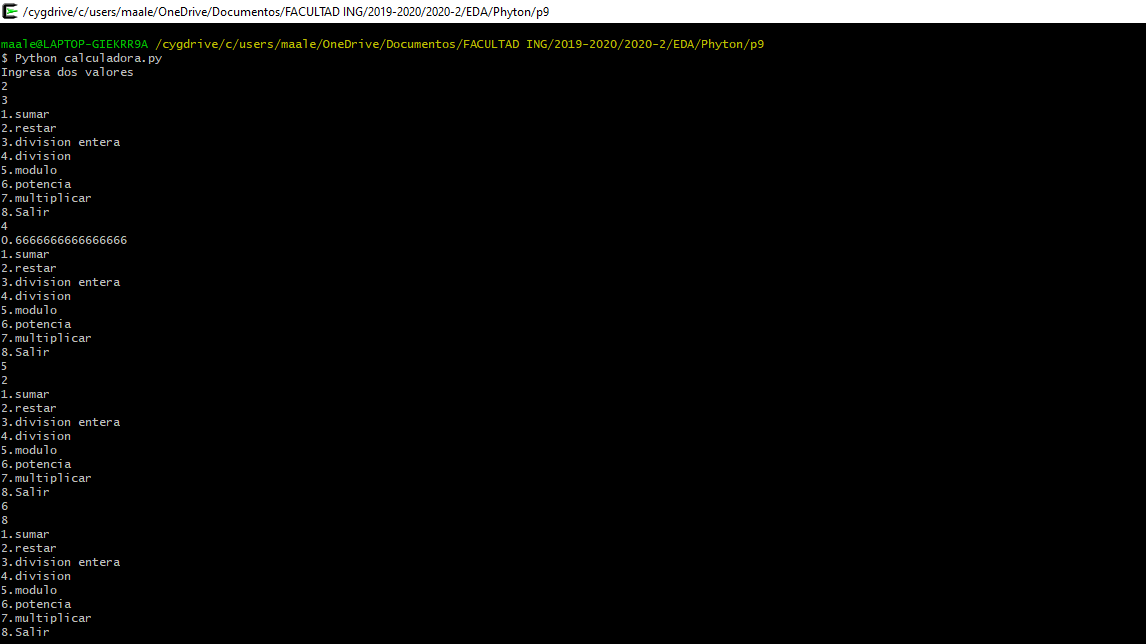 /cygdrive/c/users/maale/OneDrive/Documentos/FACULTAD ING/2019-2020/2020-2/EDA/Phyton/p9
maale@LAPTOP-GIEKRR9A /cygdrive/c/users/maale/OneDrive/Documentos/FACULTAD ING/2019-2020/2020-2/EDA/Phyton/p9
$ Python calculadora.py
Ingresa dos valores
2
3
1.sumar
2.restar
3.division entera
4.division
5.modulo
6.potencia
7.multiplicar
8.Salir
4
0.6666666666666666
1.sumar
2.restar
3.division entera
4.division
5.modulo
6.potencia
7.multiplicar
8.Salir
5
2
1.sumar
2.restar
3.division entera
4.division
5.modulo
6.potencia
7.multiplicar
8.Salir
6
8
1.sumar
2.restar
3.division entera
4.division
5.modulo
6.potencia
7.multiplicar
8.Salir